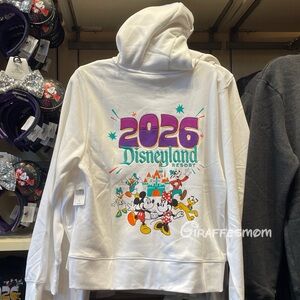 2026
Disneyland
RESORT
GiRAFFESMOM